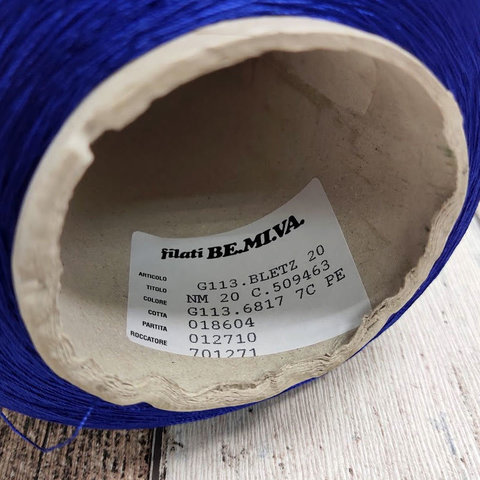 filati BE.MI.VA.
ARTICOLO G113.BLETZ 20
TITOLO NM 20 C.509463
COLORE G113.6817 7C PE
COTTA 018604
PARTITA 012710
ROCCATORE 701271